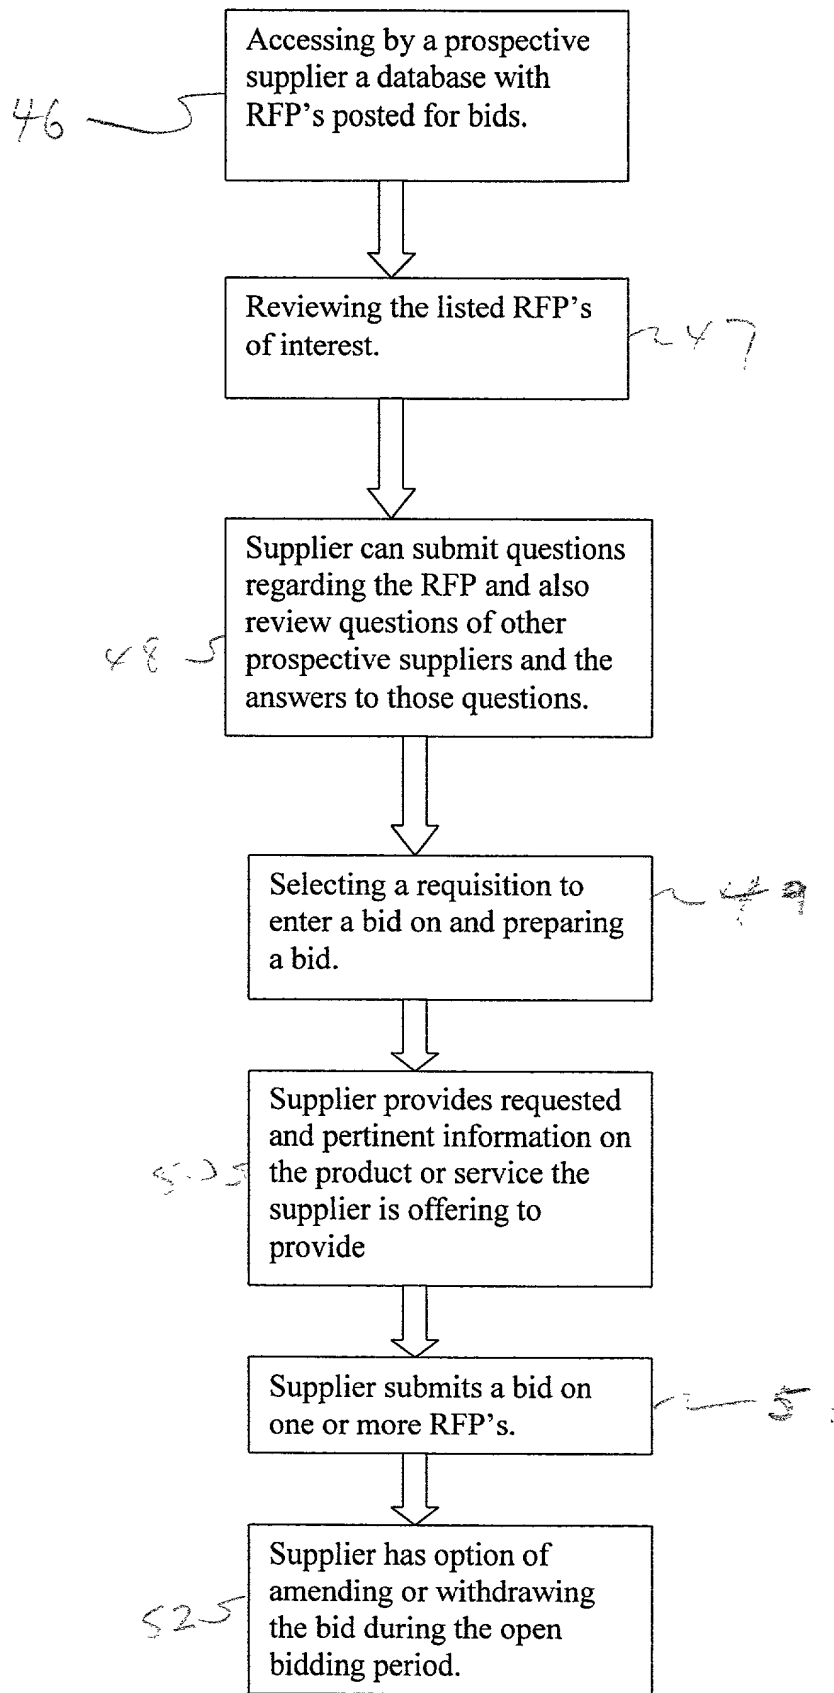 Accessing by a prospective
supplier a database with
RFP's posted for bids.
46
Reviewing the listed RFP's
of interest.
47
Supplier can submit questions
regarding the RFP and also
review questions of other
prospective suppliers and the
answers to those questions.
48
Selecting a requisition to
enter a bid on and preparing
a bid.
49
Supplier provides requested
and pertinent information on
the product or service the
supplier is offering to
provide
Supplier submits a bid on
one or more RFP's.
Supplier has option of
amending or withdrawing
the bid during the open
bidding period.
52